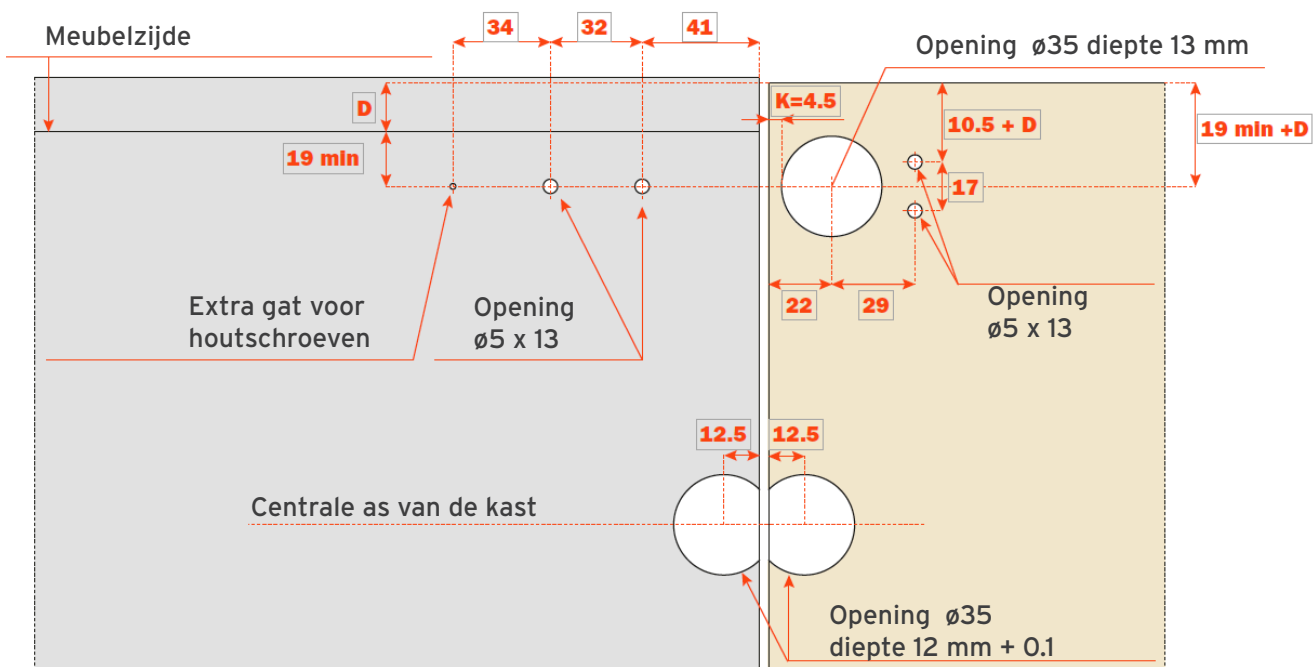 34
32
41
Meubelzijde
Opening ø35 diepte 13 mm
D
K=4.5
10.5 + D
19 min +D
19 min
17
Extra gat voor
houtschroeven
Opening
ø5 x 13
22
29
Opening
ø5 x 13
12.5
12.5
Centrale as van de kast
Opening ø35
diepte 12 mm + 0.1